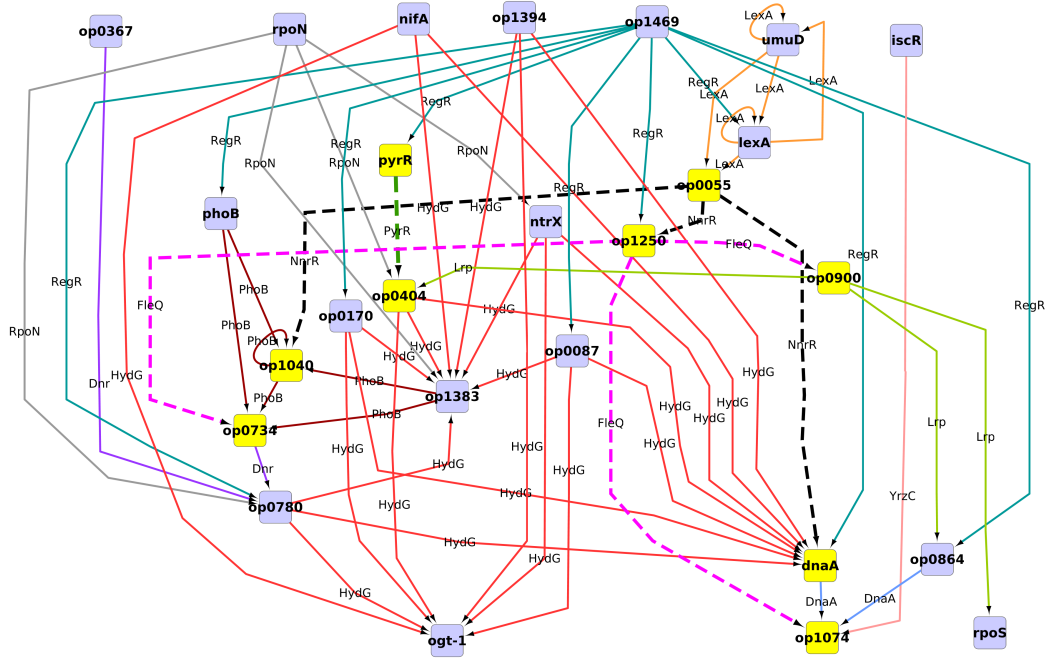 op0367
rpoN
nifA
op1394
op1469
LexA
umuD
iscR
RegR
LexA
LexA
LexA
RegR
LexA
lexA
RegR
RpoN
RegR
RpoN
pyrR
RpoN
RegR
LexA
op0055
phoB
HydG
HydG
ntrX
NnrR
PyrR
op1250
FleQ
RegR
NnrR
Lrp
op0900
RegR
PhoB
op0404
FleQ
HydG
RegR
op0170
RpoN
PhoB
PhoB
HydG
HydG
op0087
NnrR
op1040
HydG
HydG
Dnr
HydG
PhoB
op1383
PhoB
HydG
HydG
HydG
PhoB
op0734
FleQ
Lrp
Lrp
HydG
HydG
HydG
Dnr
HydG
HydG
HydG
HydG
YrzC
op0780
HydG
HydG
HydG
dnaA
op0864
HydG
DnaA
DnaA
ogt-1
op1074
rpoS